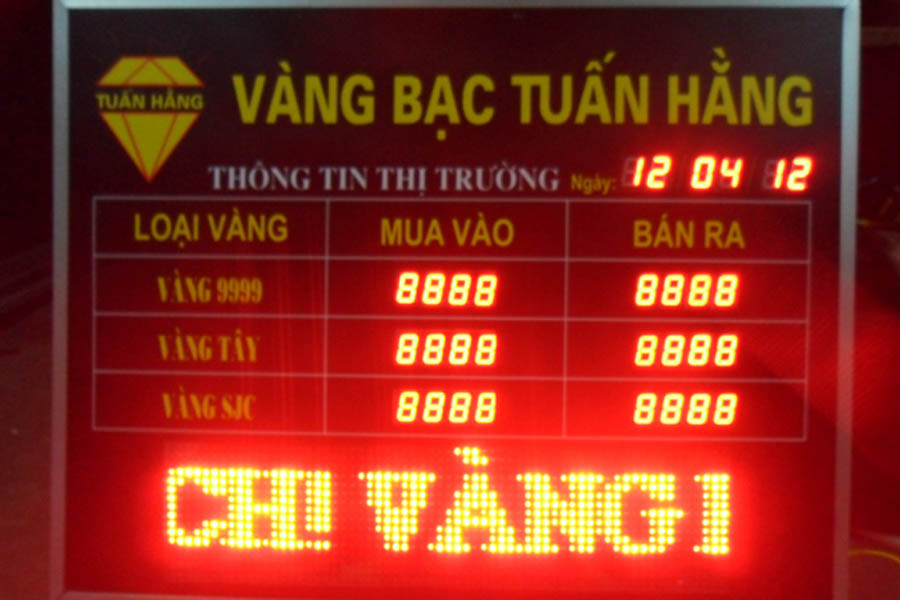 TUẤN HẰNG
VÀNG BẠC TUẤN HẰNG
THÔNG TIN THỊ TRƯỜNG Ngày: 12 04 12
LOẠI VÀNG MUA VÀO BÁN RA
VÀNG 9999 8888 8888
VÀNG TÂY 8888 8888
VÀNG SJC 8888 8888
VÀNG